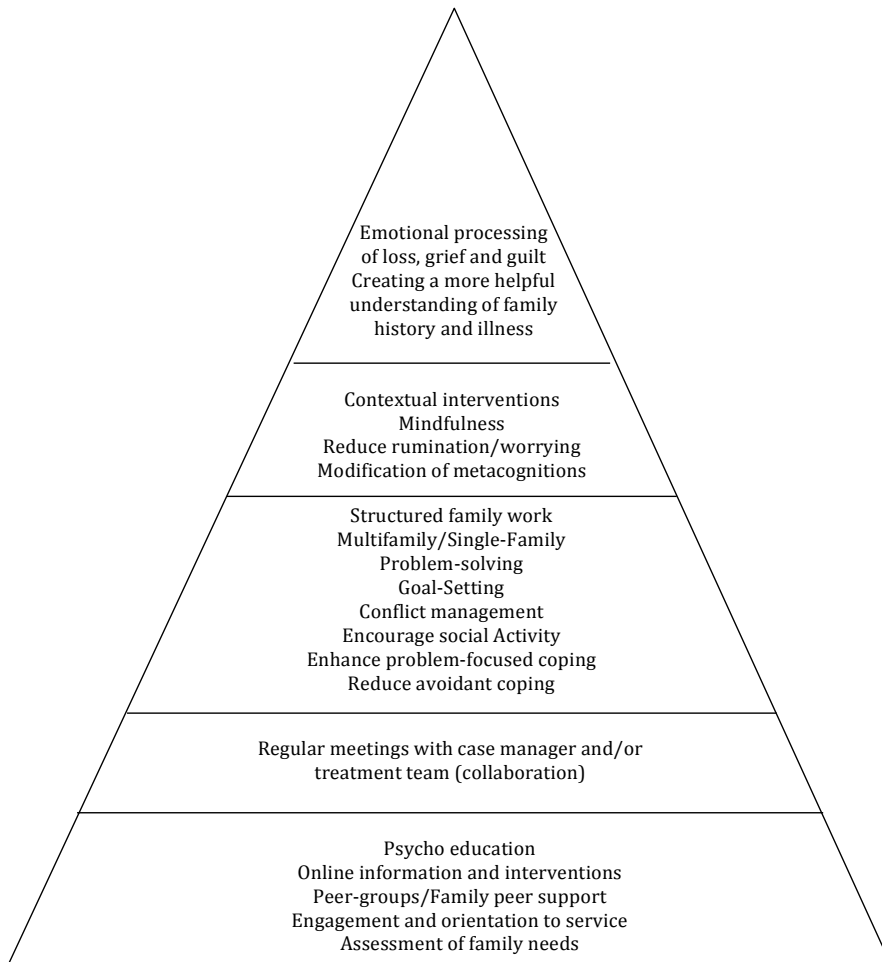 Emotional processing
of loss, grief and guilt
Creating a more helpful
understanding of family
history and illness
Contextual interventions
Mindfulness
Reduce rumination/worrying
Modification of metacognitions
Structured family work
Multifamily/Single-Family
Problem-solving
Goal-Setting
Conflict management
Encourage social Activity
Enhance problem-focused coping
Reduce avoidant coping
Regular meetings with case manager and/or
treatment team (collaboration)
Psycho education
Online information and interventions
Peer-groups/Family peer support
Engagement and orientation to service
Assessment of family needs